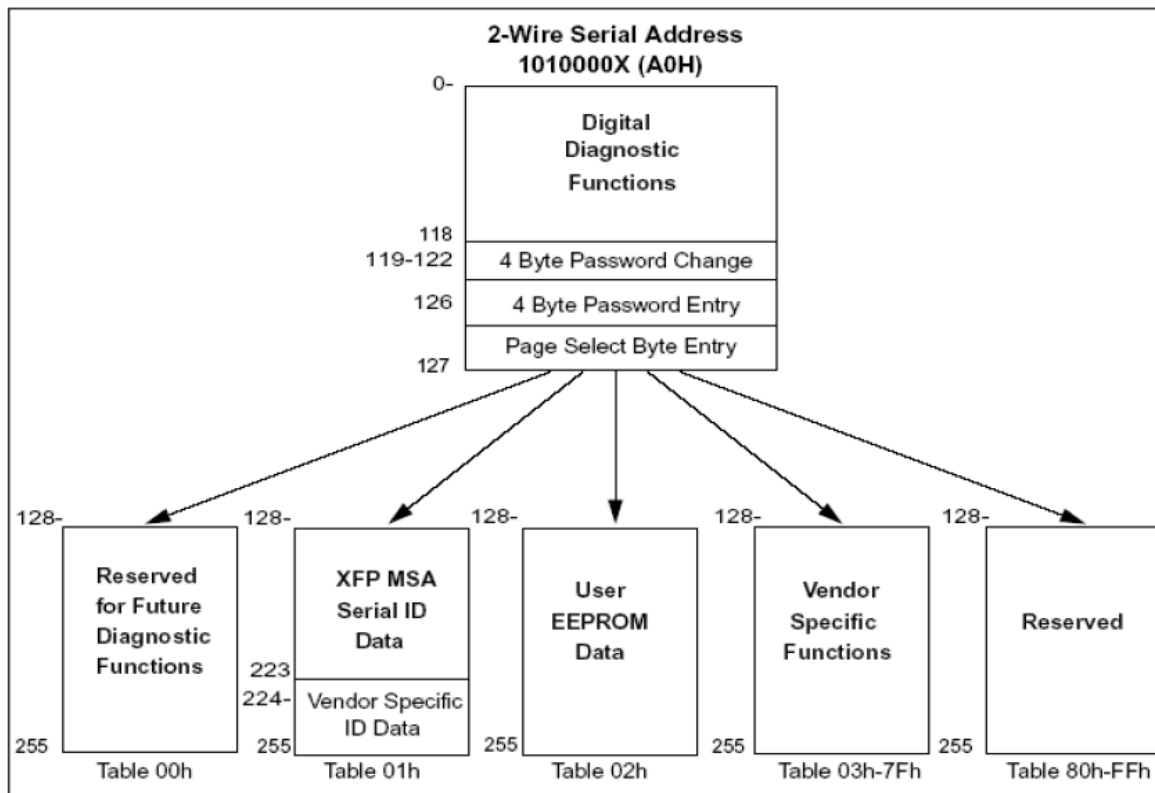 2-Wire Serial Address
1010000X (A0H)
0-
Digital
Diagnostic
Functions
118
119-122
4 Byte Password Change
126
4 Byte Password Entry
Page Select Byte Entry
127
128-
Reserved
for Future
Diagnostic
Functions
255
Table 00h
128-
XFP MSA
Serial ID
Data
223
224-
Vendor Specific
ID Data
255
Table 01h
128-
User
EEPROM
Data
255
Table 02h
128-
Vendor
Specific
Functions
255
Table 03h-7Fh
128-
Reserved
255
Table 80h-FFh